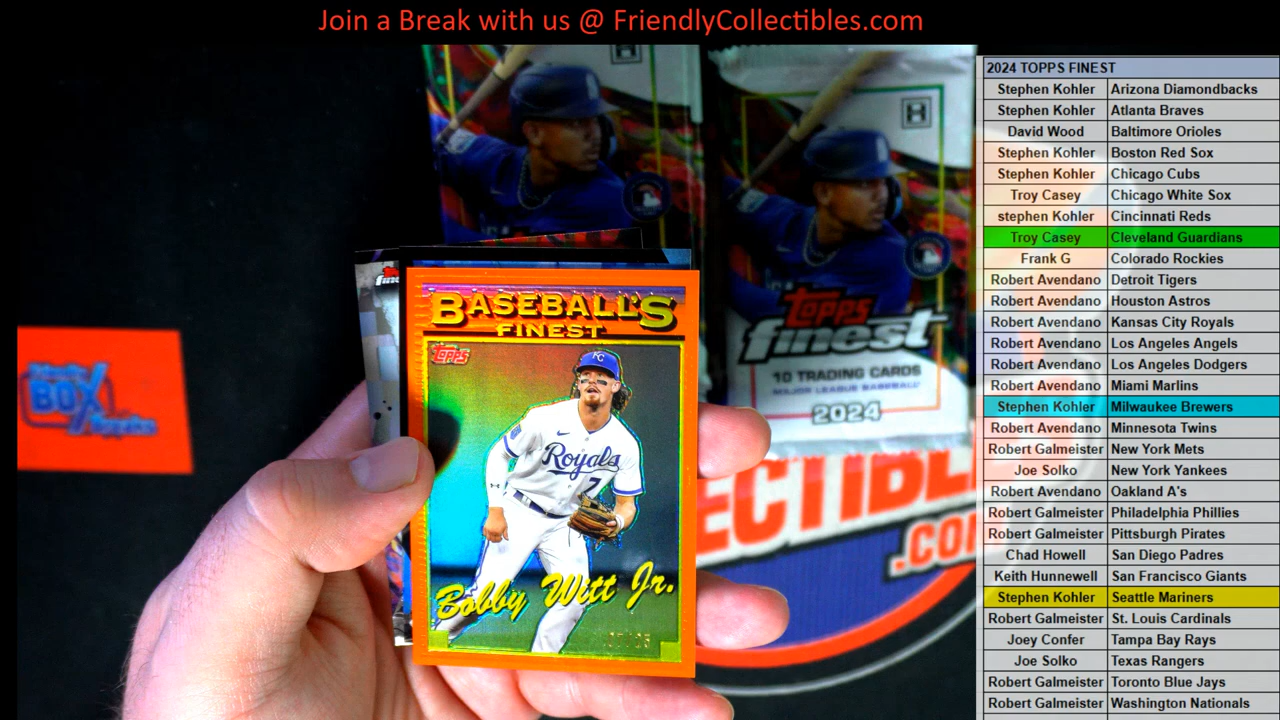 Join a Break with us @ FriendlyCollectibles.com
2024 TOPPS FINEST
Stephen Kohler Arizona Diamondbacks
Stephen Kohler Atlanta Braves
David Wood Baltimore Orioles
Stephen Kohler Boston Red Sox
Stephen Kohler Chicago Cubs
Troy Casey Chicago White Sox
stephen Kohler Cincinnati Reds
Troy Casey Cleveland Guardians
Frank G Colorado Rockies
Robert Avendano Detroit Tigers
Robert Avendano Houston Astros
Robert Avendano Kansas City Royals
Robert Avendano Los Angeles Angels
Robert Avendano Los Angeles Dodgers
Robert Avendano Miami Marlins
Stephen Kohler Milwaukee Brewers
Robert Avendano Minnesota Twins
Robert Galmeister New York Mets
Joe Solko New York Yankees
Robert Avendano Oakland A's
Robert Galmeister Philadelphia Phillies
Robert Galmeister Pittsburgh Pirates
Chad Howell San Diego Padres
Keith Hunnewell San Francisco Giants
Stephen Kohler Seattle Mariners
Robert Galmeister St. Louis Cardinals
Joey Confer Tampa Bay Rays
Joe Solko Texas Rangers
Robert Galmeister Toronto Blue Jays
Robert Galmeister Washington Nationals
H
H
Topps
finest
10 TRADING CARDS
MAJOR LEAGUE BASEBALL
2024
BASEBALL'S
FINEST
Topps
KC
Royals
7
Bobby Witt Jr.
BOX
Breaks
ECTIBLE
.CO